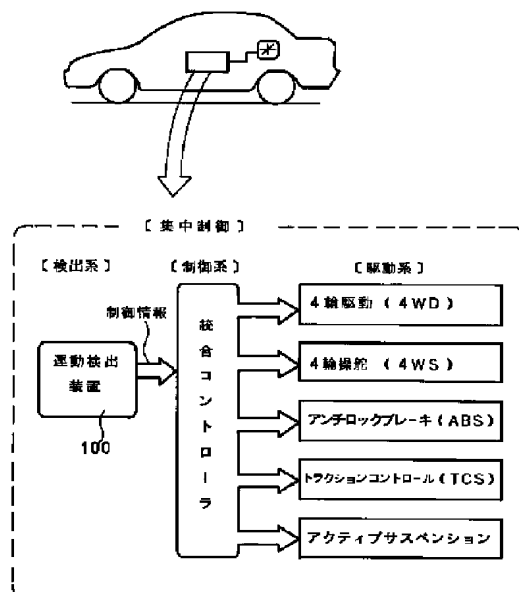 〔集中制御〕
〔検出系〕
〔制御系〕
〔駆動系〕
制御情報
運動検出
装置
100
統合コントローラ
4輪駆動(4WD)
4輪操舵(4WS)
アンチロックブレーキ(ABS)
トラクションコントロール(TCS)
アクティブサスペンション